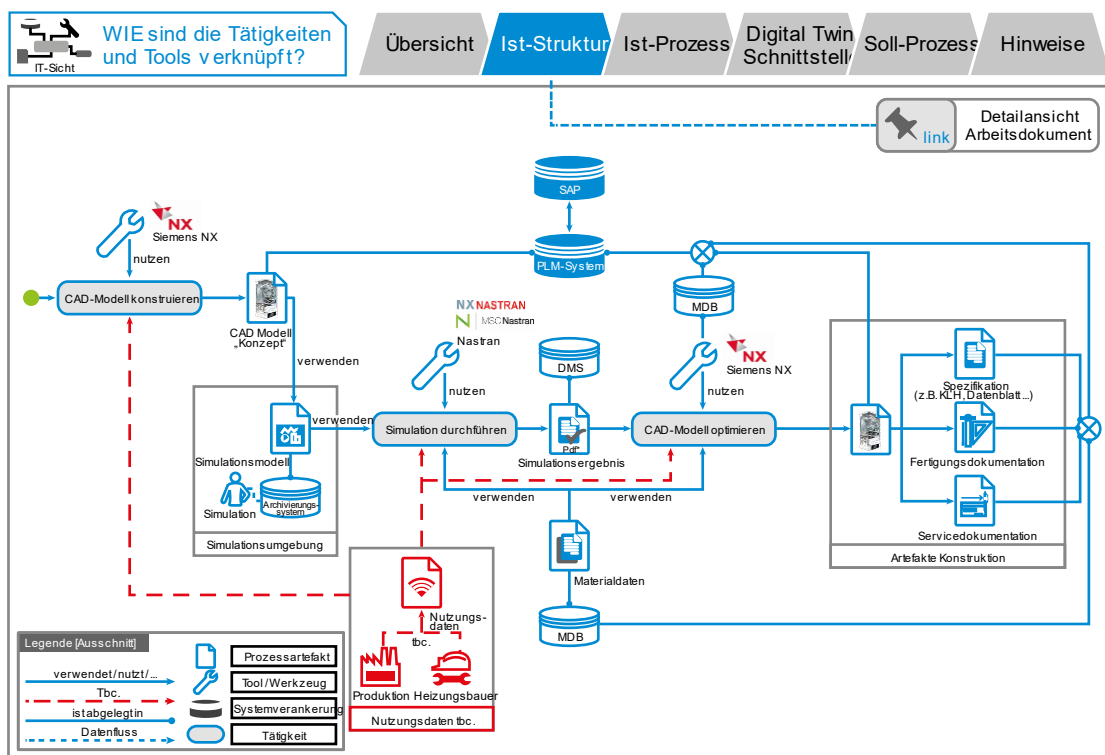 WIE sind die Tätigkeiten
und Tools verknüpft?
IT-Sicht
Übersicht
Ist-Struktur
Ist-Prozess
Digital Twin
Schnittstelle
Soll-Prozess
Hinweise
link
Detailansicht
Arbeitsdokument
SAP
PLM-System
NX
Siemens NX
nutzen
CAD-Modell konstruieren
CAD Modell
„Konzept“
verwenden
NX NASTRAN
MSC Nastran
Nastran
nutzen
DMS
MDB
NX
Siemens NX
nutzen
verwenden
Simulation durchführen
Pdf*
Simulationsergebnis
CAD-Modell optimieren
Spezifikation
(z.B. KLH, Datenblatt...)
Fertigungsdokumentation
Servicedokumentation
Artefakte Konstruktion
Simulationsmodell
Simulation
Archivierungs-
system
Simulationsumgebung
verwenden
verwenden
Materialdaten
MDB
Nutzungs-
daten
tbc.
Produktion
Heizungsbauer
Nutzungsdaten tbc.
Legende [Ausschnitt]
verwendet/nutzt/...
Tbc.
ist abgelegt in
Datenfluss
Prozessartefakt
Tool/Werkzeug
Systemverankerung
Tätigkeit